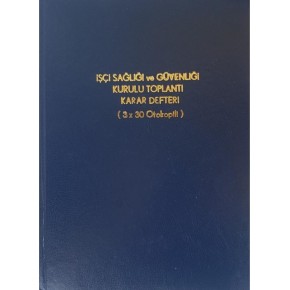 İŞÇİ SAĞLIĞI ve GÜVENLİĞİ
KURULU TOPLANTI
KARAR DEFTERİ
( 3 x 30 Otokopili )